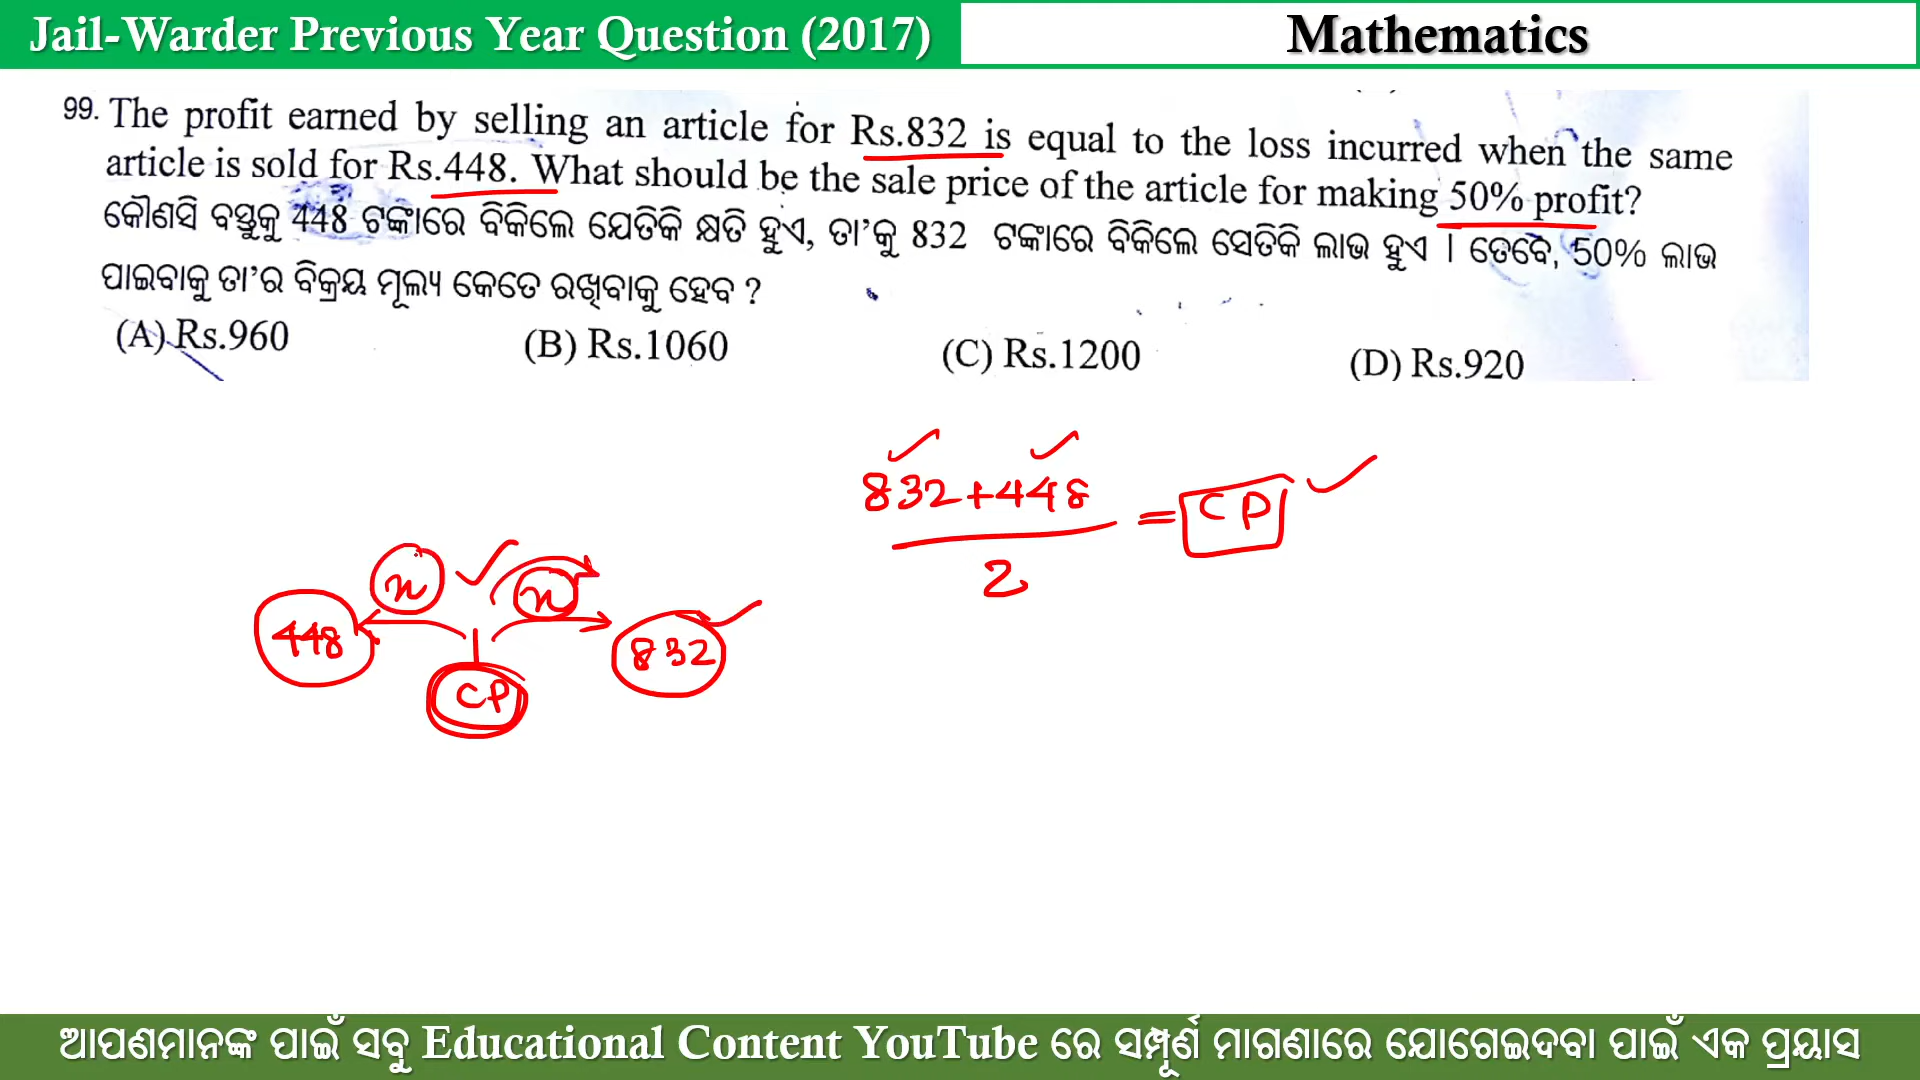 Jail-Warder Previous Year Question (2017)
Mathematics
99. The profit earned by selling an article for Rs.832 is equal to the loss incurred when the same
article is sold for Rs.448. What should be the sale price of the article for making 50% profit?
କୌଣସି ବସ୍ତୁକୁ 448 ଟଙ୍କାରେ ବିକିଲେ ଯେତିକି କ୍ଷତି ହୁଏ, ତା’କୁ 832 ଟଙ୍କାରେ ବିକିଲେ ସେତିକି ଲାଭ ହୁଏ । ତେବେ, 50% ଲାଭ
ପାଇବାକୁ ତା’ର ବିକ୍ରୟ ମୂଲ୍ୟ କେତେ ରଖିବାକୁ ହେବ ?
(A) Rs.960 (B) Rs.1060 (C) Rs.1200 (D) Rs.920
832+448
= CP
2
n n
448 832
CP
ଆପଣମାନଙ୍କ ପାଇଁ ସବୁ Educational Content YouTube ରେ ସମ୍ପୂର୍ଣ ମାଗଣାରେ ଯୋଗେଇଦବା ପାଇଁ ଏକ ପ୍ରୟାସ